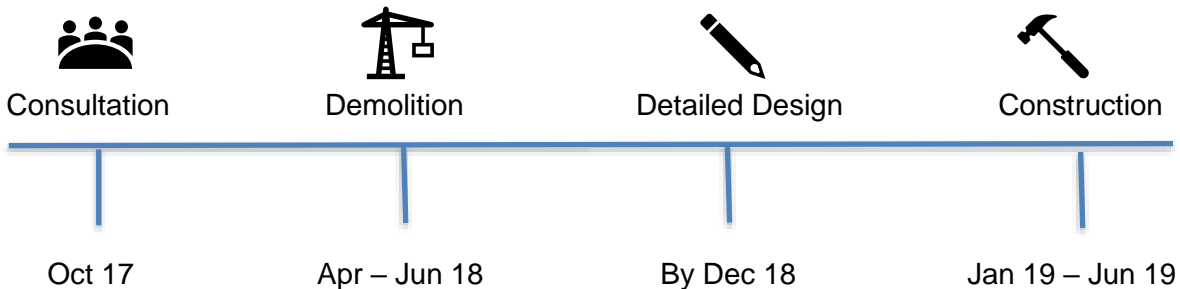 Consultation Demolition Detailed Design Construction
Oct 17 Apr – Jun 18 By Dec 18 Jan 19 – Jun 19